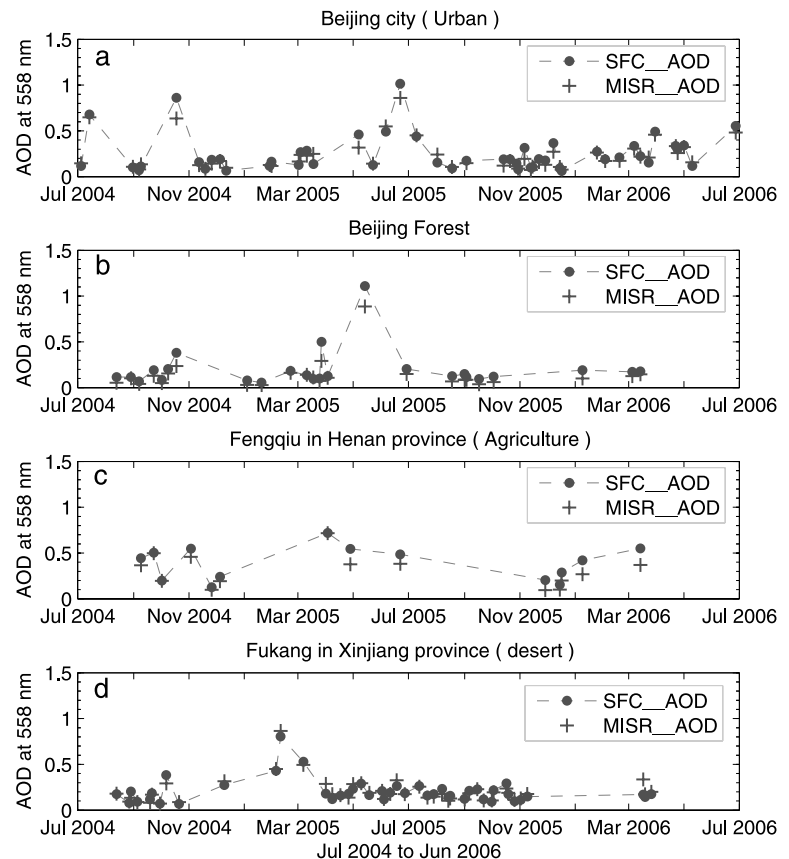 Beijing city ( Urban )
a
SFC__AOD
MISR__AOD
AOD at 558 nm
1.5
1
0.5
0
Jul 2004 Nov 2004 Mar 2005 Jul 2005 Nov 2005 Mar 2006 Jul 2006
Beijing Forest
b
SFC__AOD
MISR__AOD
AOD at 558 nm
1.5
1
0.5
0
Jul 2004 Nov 2004 Mar 2005 Jul 2005 Nov 2005 Mar 2006 Jul 2006
Fengqiu in Henan province ( Agriculture )
c
SFC__AOD
MISR__AOD
AOD at 558 nm
1.5
1
0.5
0
Jul 2004 Nov 2004 Mar 2005 Jul 2005 Nov 2005 Mar 2006 Jul 2006
Fukang in Xinjiang province ( desert )
d
SFC__AOD
MISR__AOD
AOD at 558 nm
1.5
1
0.5
0
Jul 2004 Nov 2004 Mar 2005 Jul 2005 Nov 2005 Mar 2006 Jul 2006
Jul 2004 to Jun 2006